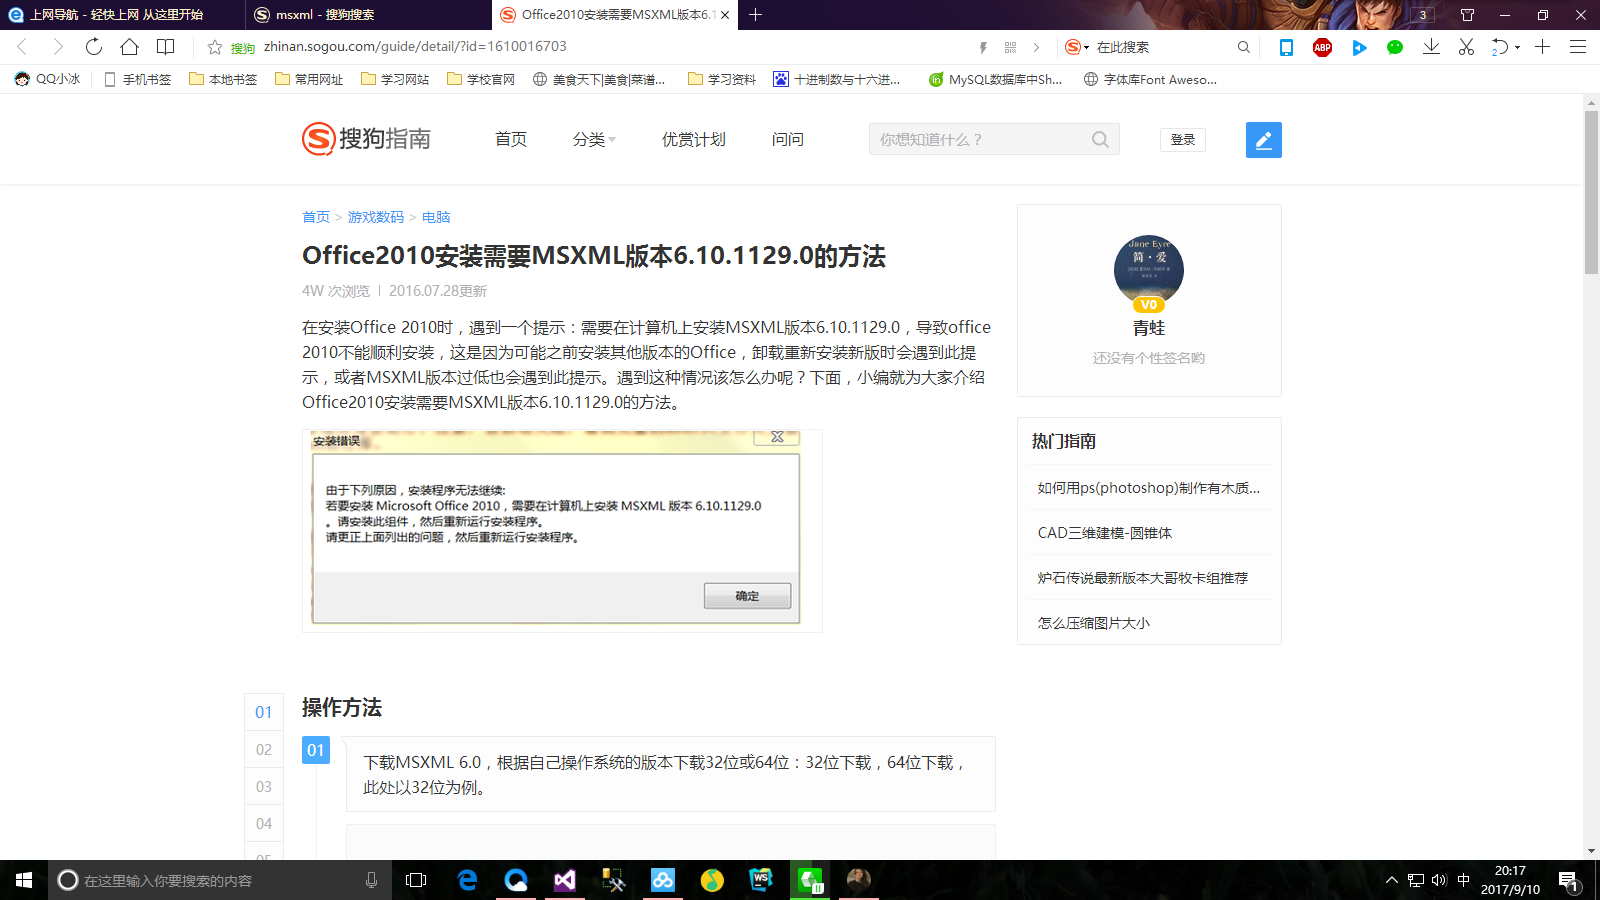 上网导航 - 轻快上网 从这里开始
msxml - 搜狗搜索
Office2010安装需要MSXML版本6.1
3
搜狗 zhinan.sogou.com/guide/detail/?id=1610016703
在此搜索
ABP
2
QQ小冰
手机书签
本地书签
常用网址
学习网站
学校官网
美食天下|美食|菜谱...
学习资料
十进制数与十六进...
MySQL数据库中Sh...
字体库Font Aweso...
搜狗指南
首页
分类
优赏计划
问问
你想知道什么？
登录
首页 > 游戏数码 > 电脑
Office2010安装需要MSXML版本6.10.1129.0的方法
4W 次浏览 | 2016.07.28更新
在安装Office 2010时，遇到一个提示：需要在计算机上安装MSXML版本6.10.1129.0，导致office
2010不能顺利安装，这是因为可能之前安装其他版本的Office，卸载重新安装新版时会遇到此提
示，或者MSXML版本过低也会遇到此提示。遇到这种情况该怎么办呢？下面，小编就为大家介绍
Office2010安装需要MSXML版本6.10.1129.0的方法。
安装错误
由于下列原因，安装程序无法继续:
若要安装 Microsoft Office 2010，需要在计算机上安装 MSXML 版本 6.10.1129.0
。请安装此组件，然后重新运行安装程序。
请更正上面列出的问题，然后重新运行安装程序。
确定
Jane Eyre
简·爱
V0
青蛙
还没有个性签名哟
热门指南
如何用ps(photoshop)制作有木质...
CAD三维建模-圆锥体
炉石传说最新版本大哥牧卡组推荐
怎么压缩图片大小
01
02
03
04
05
操作方法
01
下载MSXML 6.0，根据自己操作系统的版本下载32位或64位：32位下载，64位下载，
此处以32位为例。
在这里输入你要搜索的内容
WS
中
20:17
2017/9/10
1